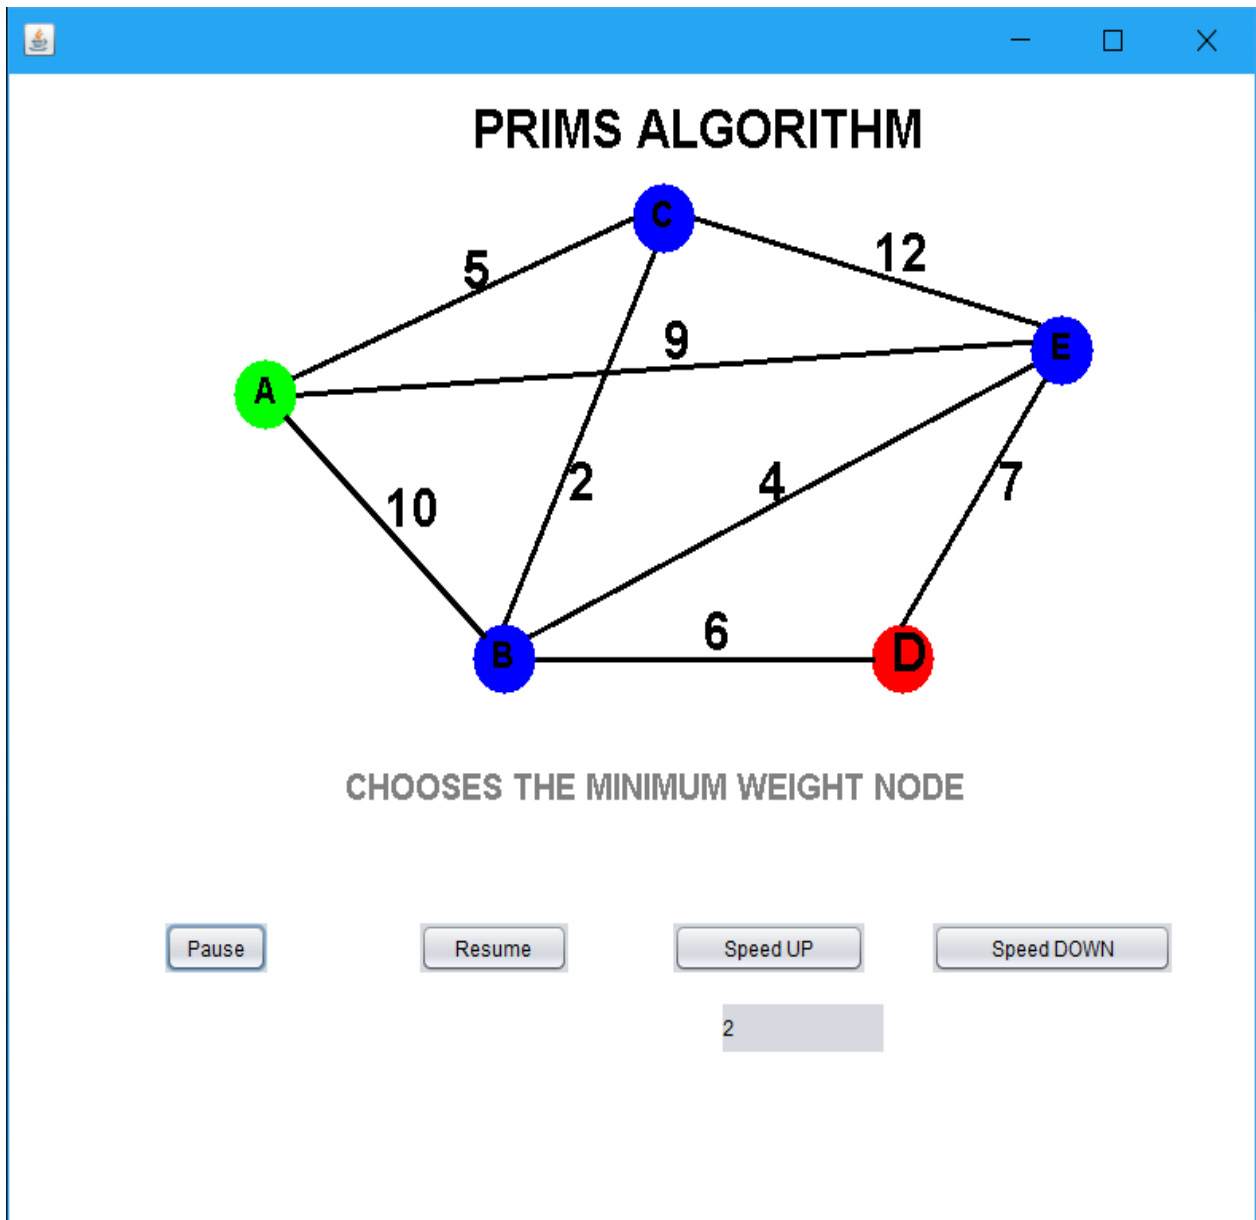 PRIMS ALGORITHM
C
12
5
9
E
A
2
4
7
10
6
B
D
CHOOSES THE MINIMUM WEIGHT NODE
Pause
Resume
Speed UP
Speed DOWN
2